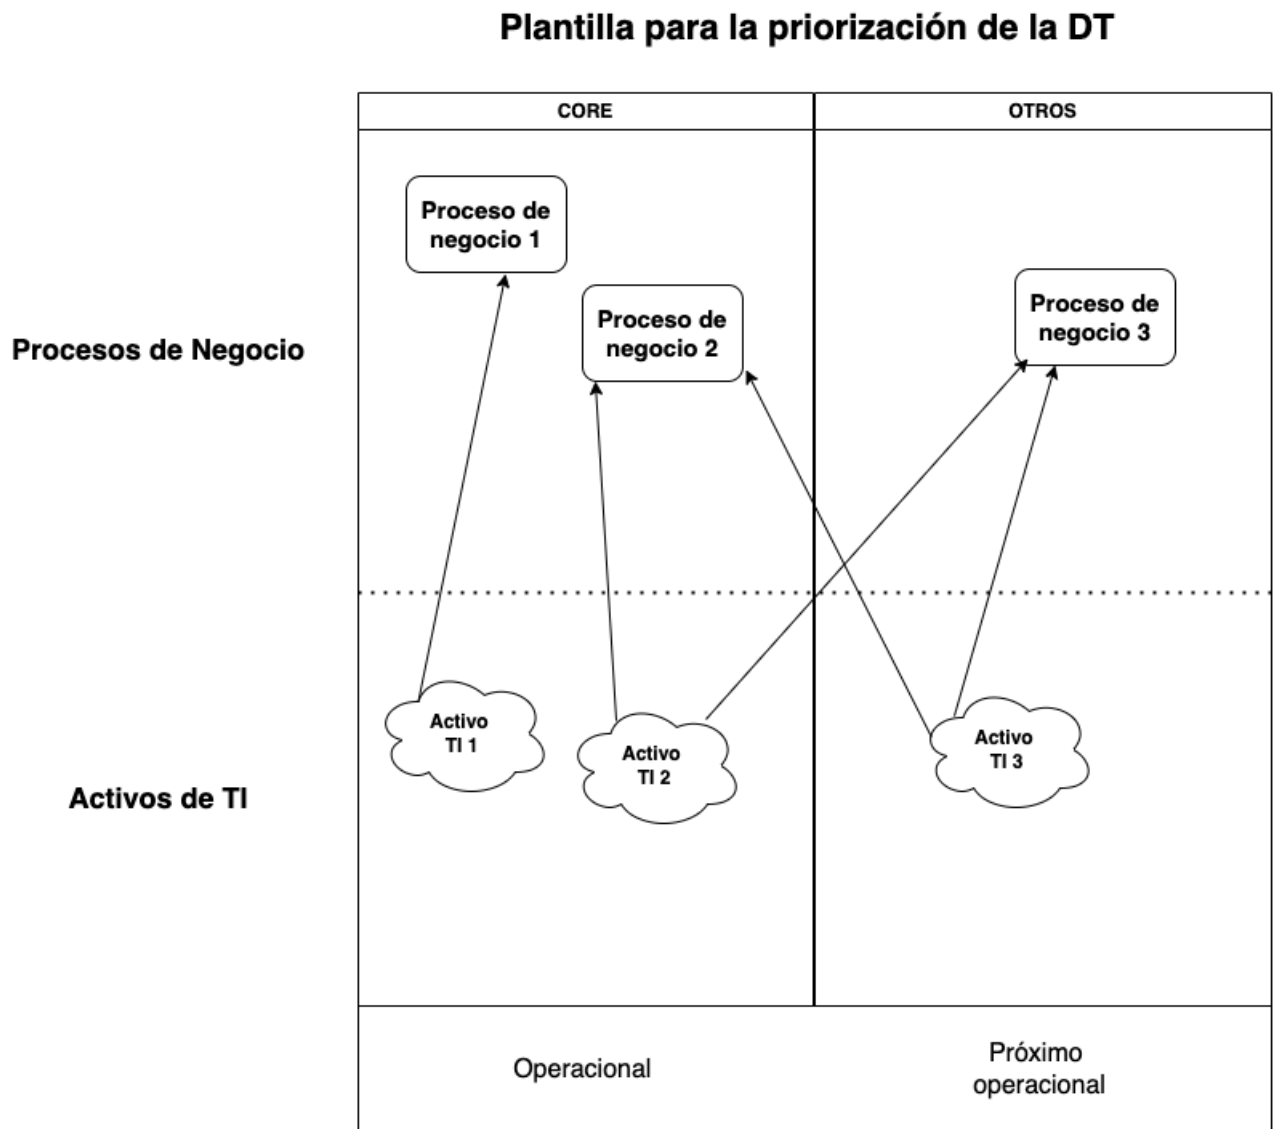 Plantilla para la priorización de la DT
CORE
OTROS
Proceso de
negocio 1
Proceso de
negocio 2
Proceso de
negocio 3
Procesos de Negocio
Activo
TI 1
Activo
TI 2
Activo
TI 3
Activos de TI
Operacional
Próximo
operacional